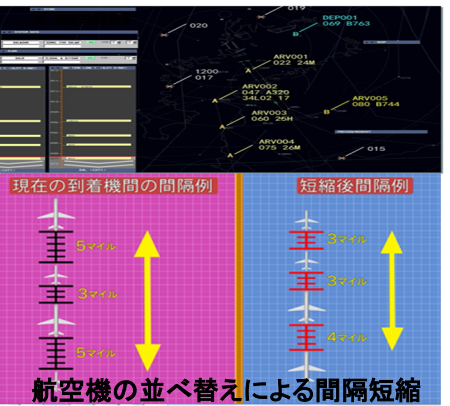 019
020
DEP001
069 B763
ARV001
022 24M
1200
017
ARV002
047 A320
34L02 17
ARV005
080 B744
ARV003
060 25H
ARV004
075 26M
015
A
A
A
A
B
B
現在の到着機間の間隔例
5マイル
3マイル
5マイル
短縮後間隔例
3マイル
3マイル
4マイル
航空機の並べ替えによる間隔短縮